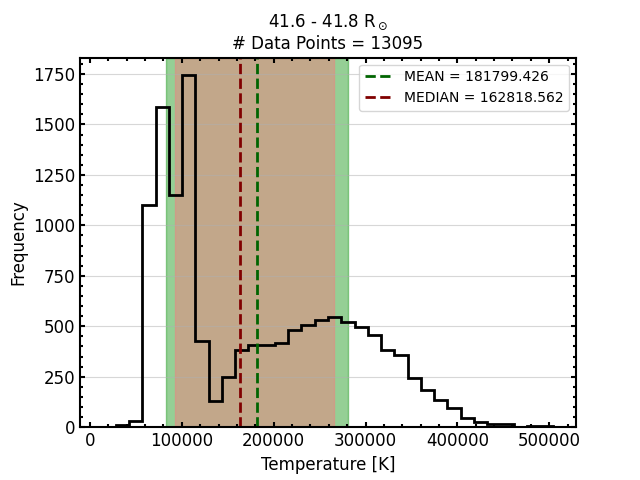 41.6 - 41.8 R⊙
# Data Points = 13095
MEAN = 181799.426
MEDIAN = 162818.562
Frequency
1750
1500
1250
1000
750
500
250
0
0 100000 200000 300000 400000 500000
Temperature [K]